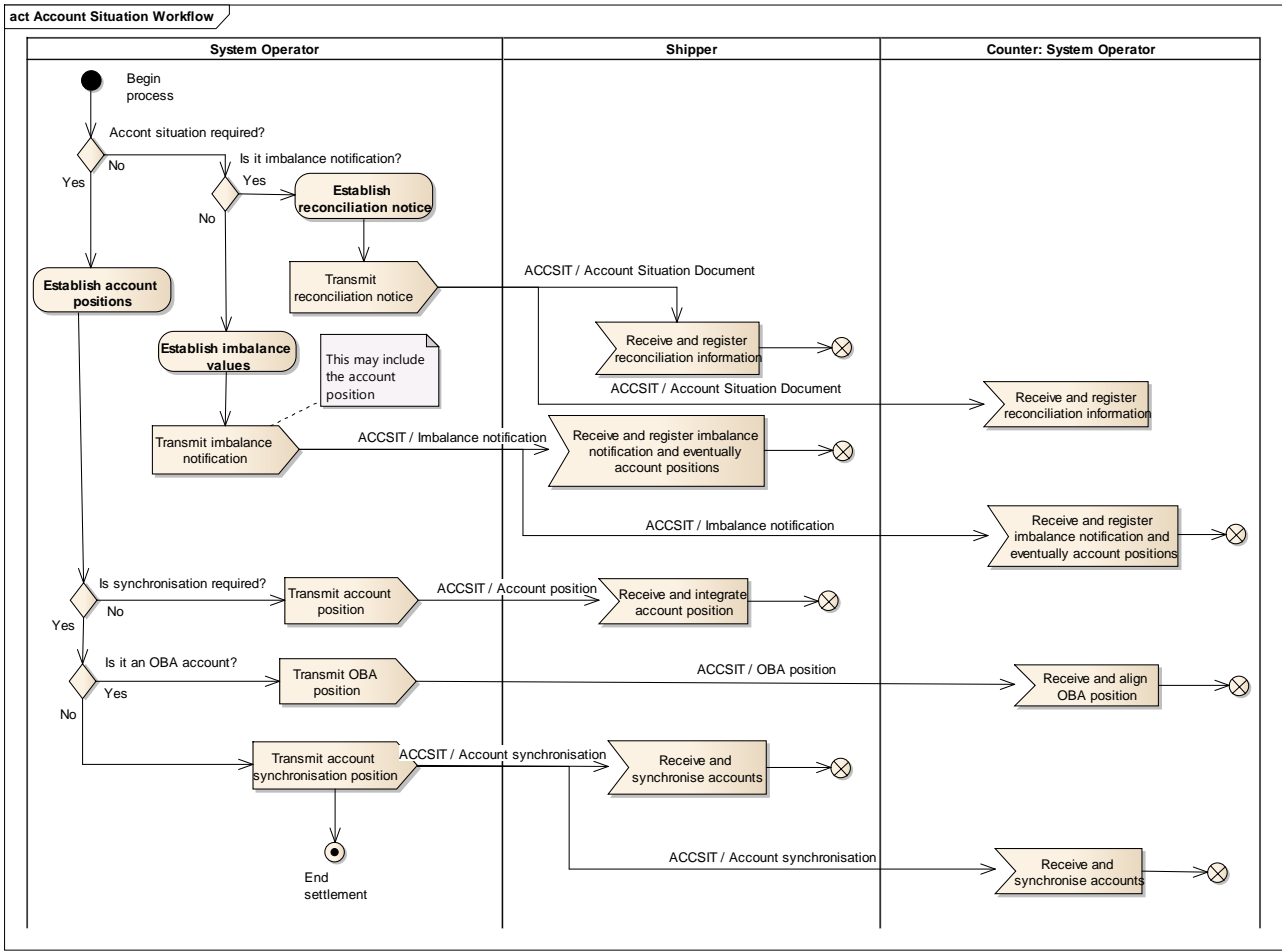 act Account Situation Workflow
System Operator
Shipper
Counter: System Operator
Begin
process
Accont situation required?
No
Yes
Is it imbalance notification?
Yes
No
Establish
reconciliation notice
Establish account
positions
Transmit
reconciliation notice
ACCSIT / Account Situation Document
Receive and register
reconciliation information
Establish imbalance
values
This may include
the account
position
ACCSIT / Account Situation Document
Receive and register
reconciliation information
Transmit imbalance
notification
ACCSIT / Imbalance notification
Receive and register imbalance
notification and eventually
account positions
ACCSIT / Imbalance notification
Receive and register
imbalance notification and
eventually account positions
Is synchronisation required?
No
Yes
Transmit account
position
ACCSIT / Account position
Receive and integrate
account position
Is it an OBA account?
Yes
No
Transmit OBA
position
ACCSIT / OBA position
Receive and align
OBA position
Transmit account
synchronisation position
ACCSIT / Account synchronisation
Receive and
synchronise accounts
End
settlement
ACCSIT / Account synchronisation
Receive and
synchronise accounts